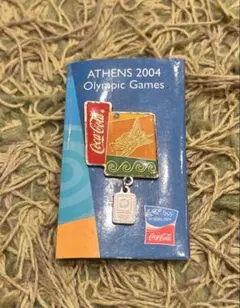 ATHENS 2004
Olympic Games
Coca-Cola
Coca-Cola